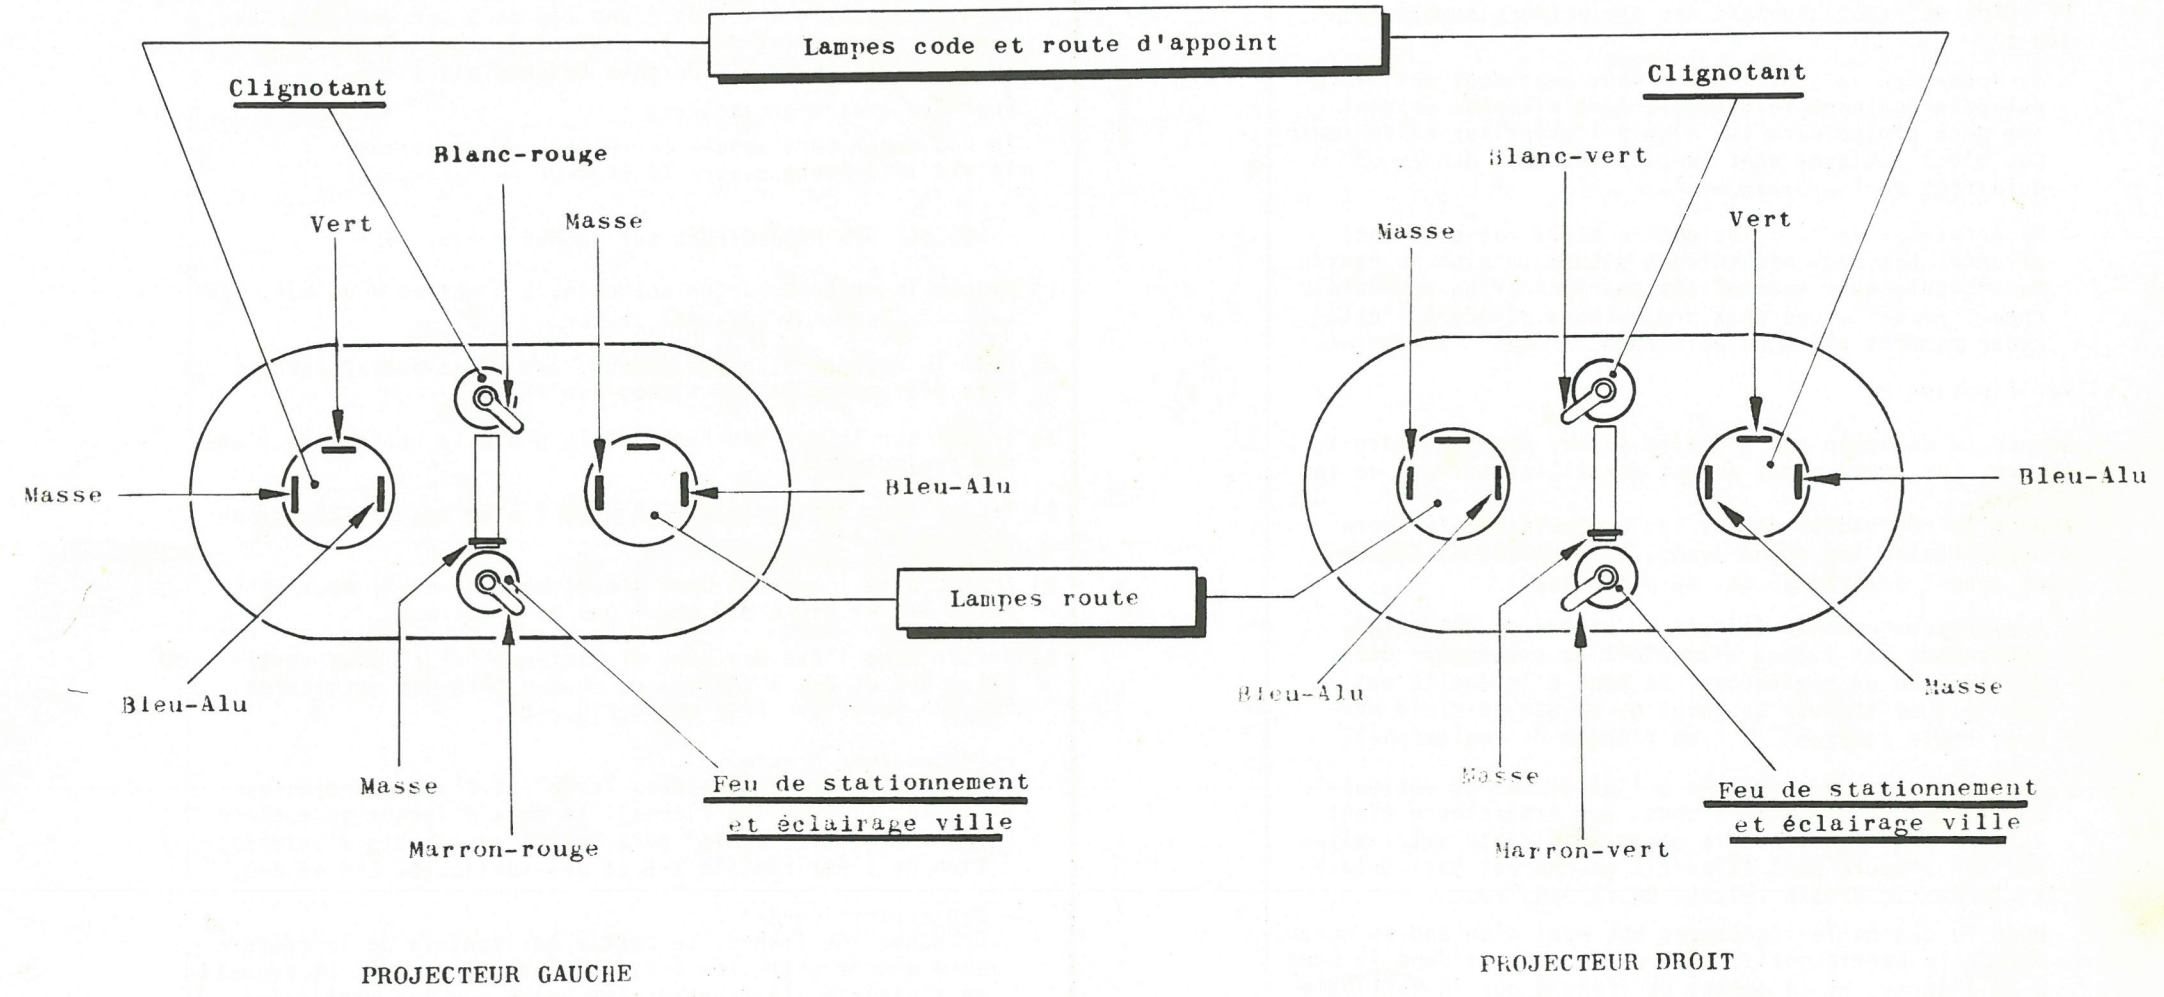 Lampes code et route d'appoint
Clignotant
Clignotant
Blanc-rouge
Blanc-vert
Vert
Masse
Masse
Vert
Masse
Bleu-Alu
Bleu-Alu
Lampes route
Bleu-Alu
Bleu-Alu
Masse
Masse
Feu de stationnement
et éclairage ville
Masse
Feu de stationnement
et éclairage ville
Marron-rouge
Marron-vert
PROJECTEUR GAUCHE
PROJECTEUR DROIT